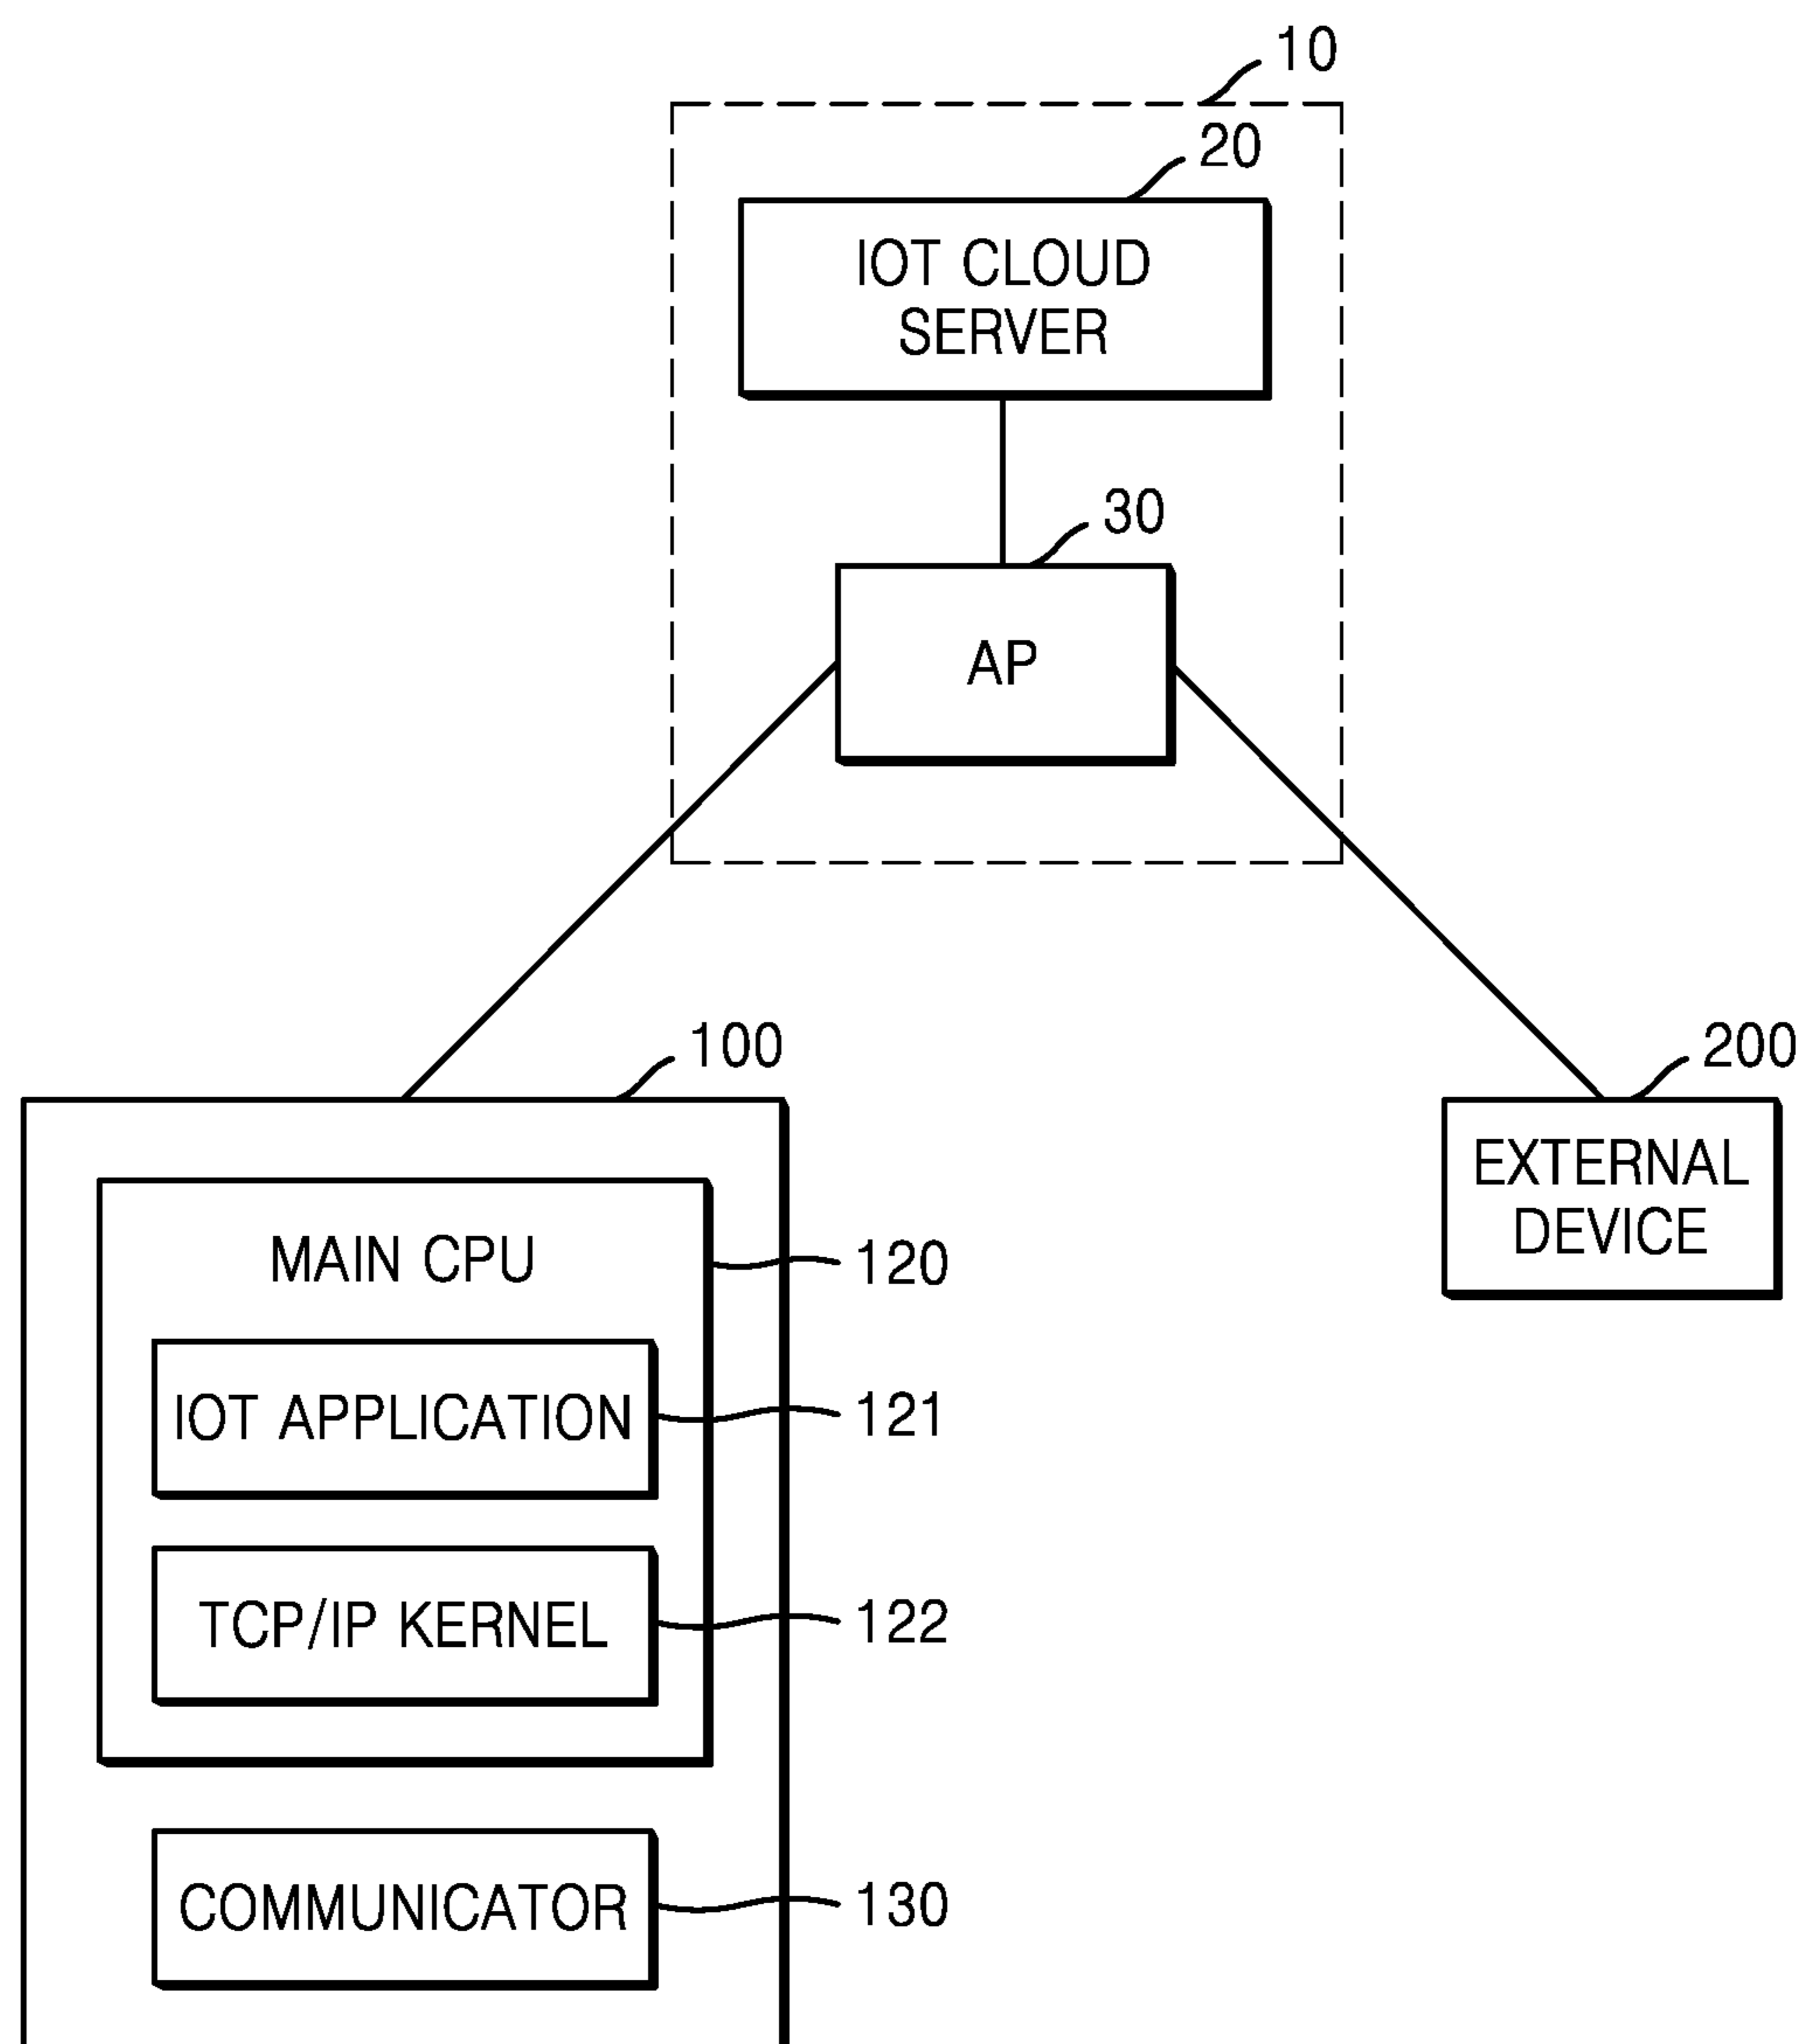 10
20
IOT CLOUD
SERVER
30
AP
100
200
EXTERNAL
DEVICE
MAIN CPU
120
IOT APPLICATION
121
TCP/IP KERNEL
122
COMMUNICATOR
130